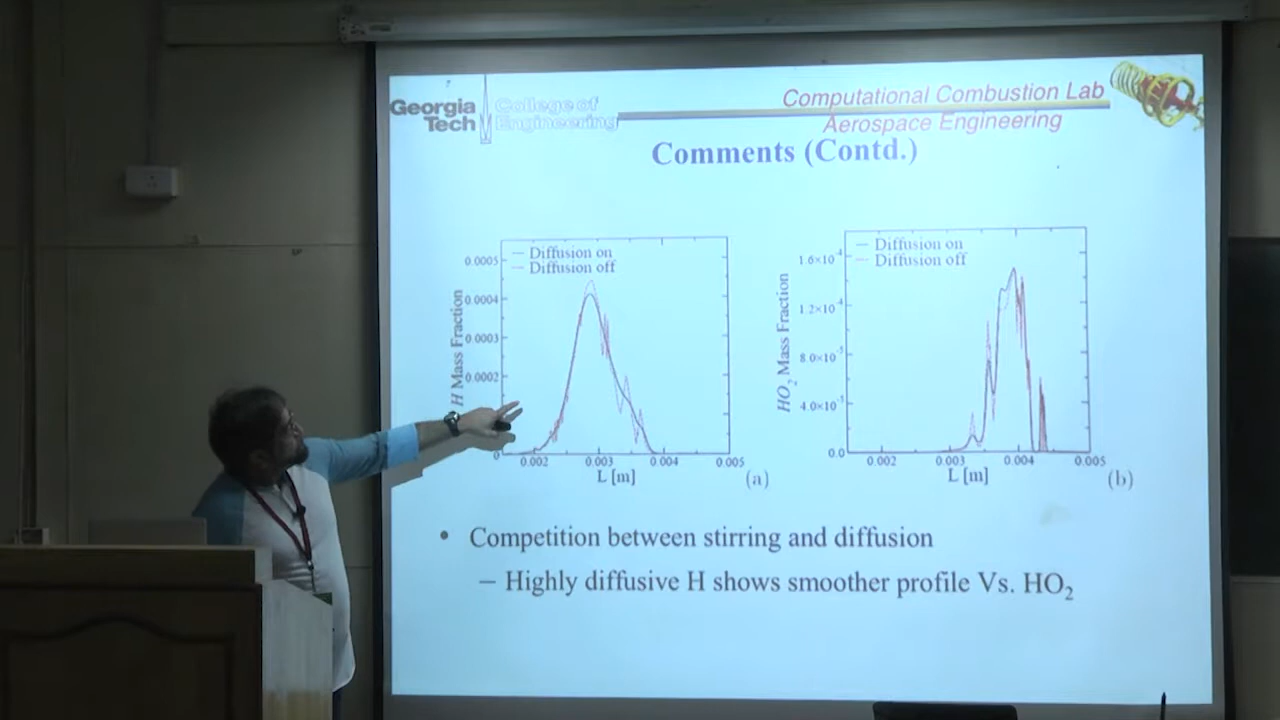 Georgia
Tech
College of
Engineering
Computational Combustion Lab
Aerospace Engineering
Comments (Contd.)
Diffusion on
Diffusion off
0.0005
0.0004
0.0003
0.0002
0
H Mass Fraction
0.002 0.003 0.004 0.005
L [m]
(a)
Diffusion on
Diffusion off
1.6×10⁻⁴
1.2×10⁻⁴
8.0×10⁻⁵
4.0×10⁻⁵
0.0
HO₂ Mass Fraction
0.002 0.003 0.004 0.005
L [m]
(b)
• Competition between stirring and diffusion
– Highly diffusive H shows smoother profile Vs. HO₂